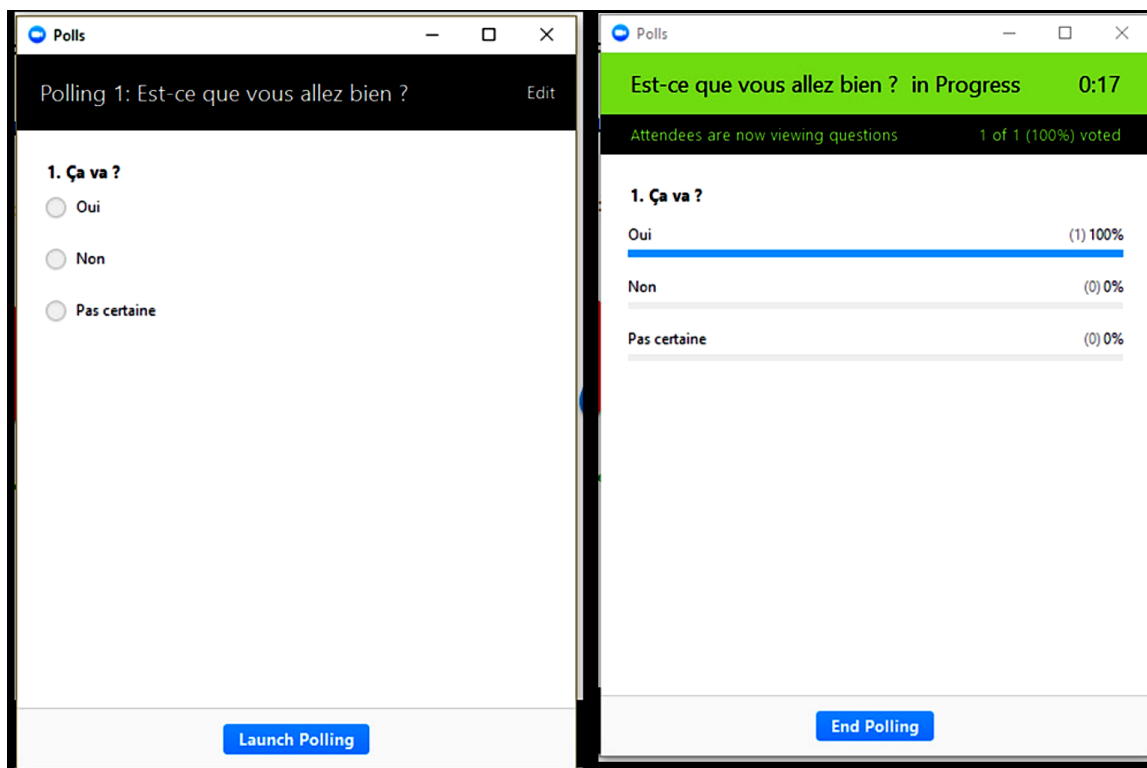 Polls
Polling 1: Est-ce que vous allez bien ? Edit
1. Ça va ?
Oui
Non
Pas certaine
Launch Polling
Polls
Est-ce que vous allez bien ? in Progress 0:17
Attendees are now viewing questions 1 of 1 (100%) voted
1. Ça va ?
Oui (1) 100%
Non (0) 0%
Pas certaine (0) 0%
End Polling